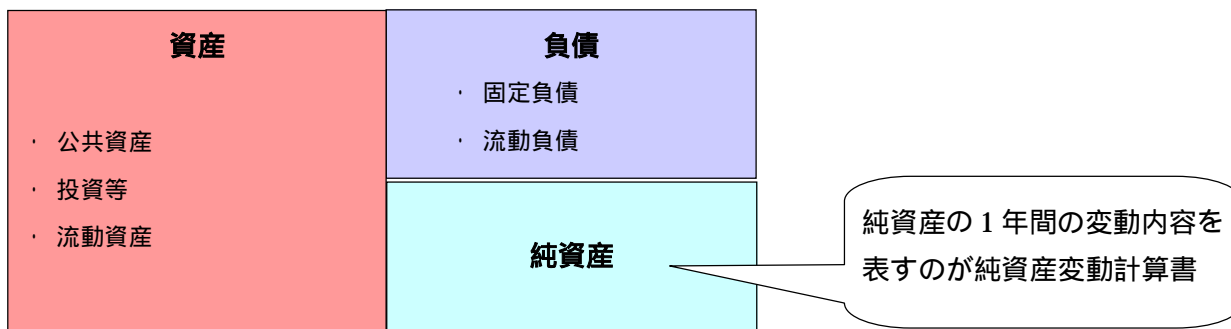 資産
・ 公共資産
・ 投資等
・ 流動資産
負債
・ 固定負債
・ 流動負債
純資産
純資産の1年間の変動内容を
表すのが純資産変動計算書